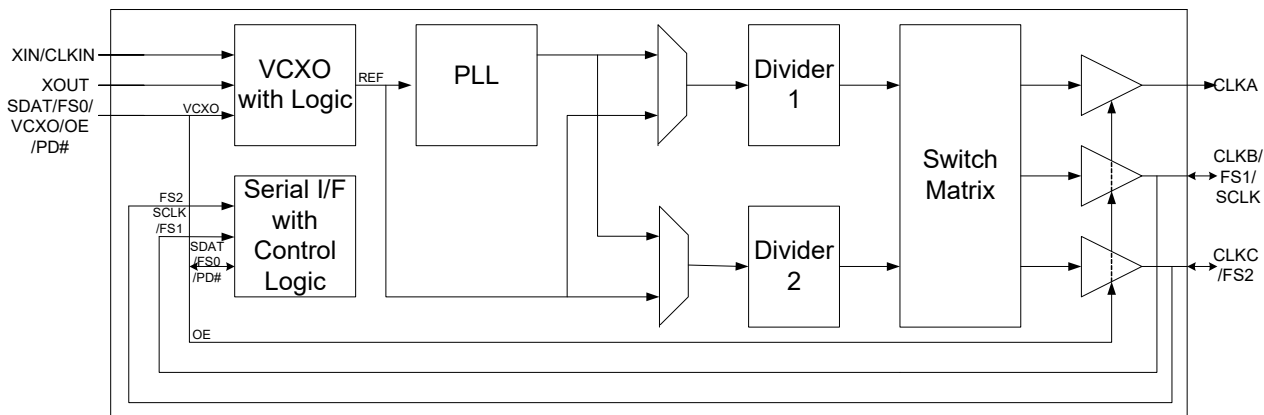 XIN/CLKIN
XOUT
SDAT/FS0/
VCXO/OE
/PD#
VCXO
VCXO
with Logic
REF
PLL
Divider
1
Switch
Matrix
CLKA
CLKB/
FS1/
SCLK
CLKC
/FS2
FS2
SCLK
/FS1
SDAT
/FS0
/PD#
Serial I/F
with
Control
Logic
Divider
2
OE